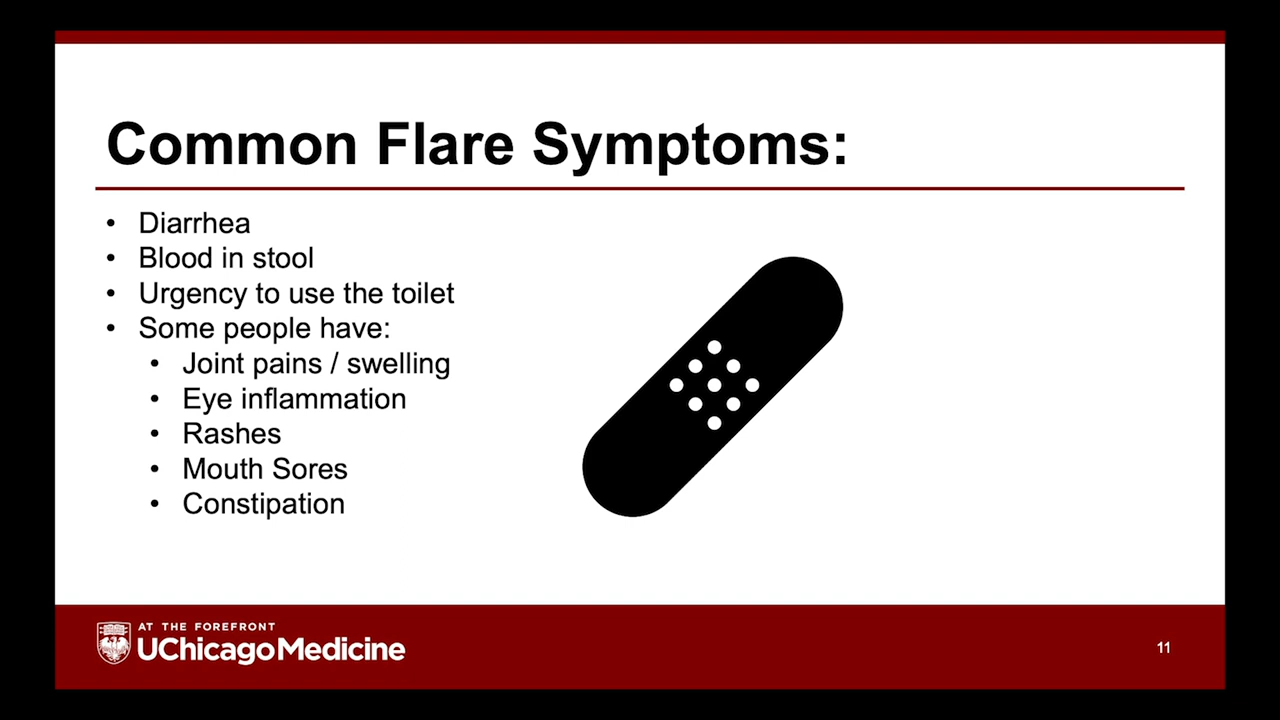 Common Flare Symptoms:
• Diarrhea
• Blood in stool
• Urgency to use the toilet
• Some people have:
• Joint pains / swelling
• Eye inflammation
• Rashes
• Mouth Sores
• Constipation
AT THE FOREFRONT
UChicagoMedicine
11